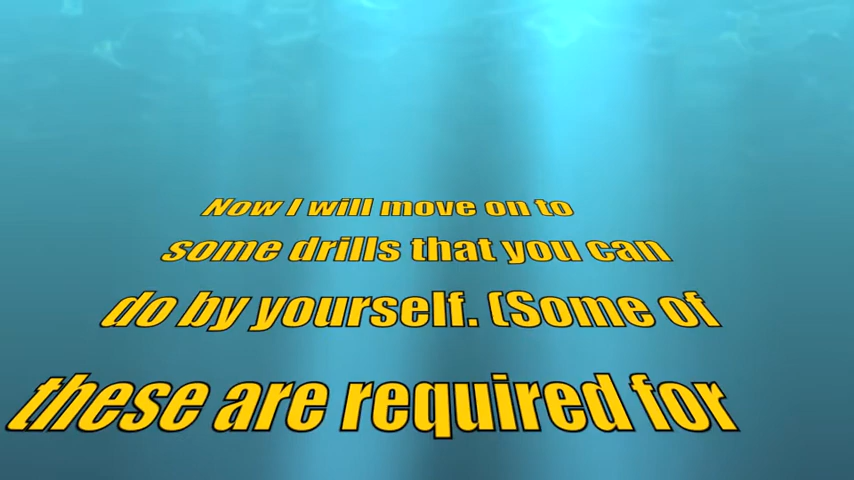 Now I will move on to
some drills that you can
do by yourself. (Some of
these are required for